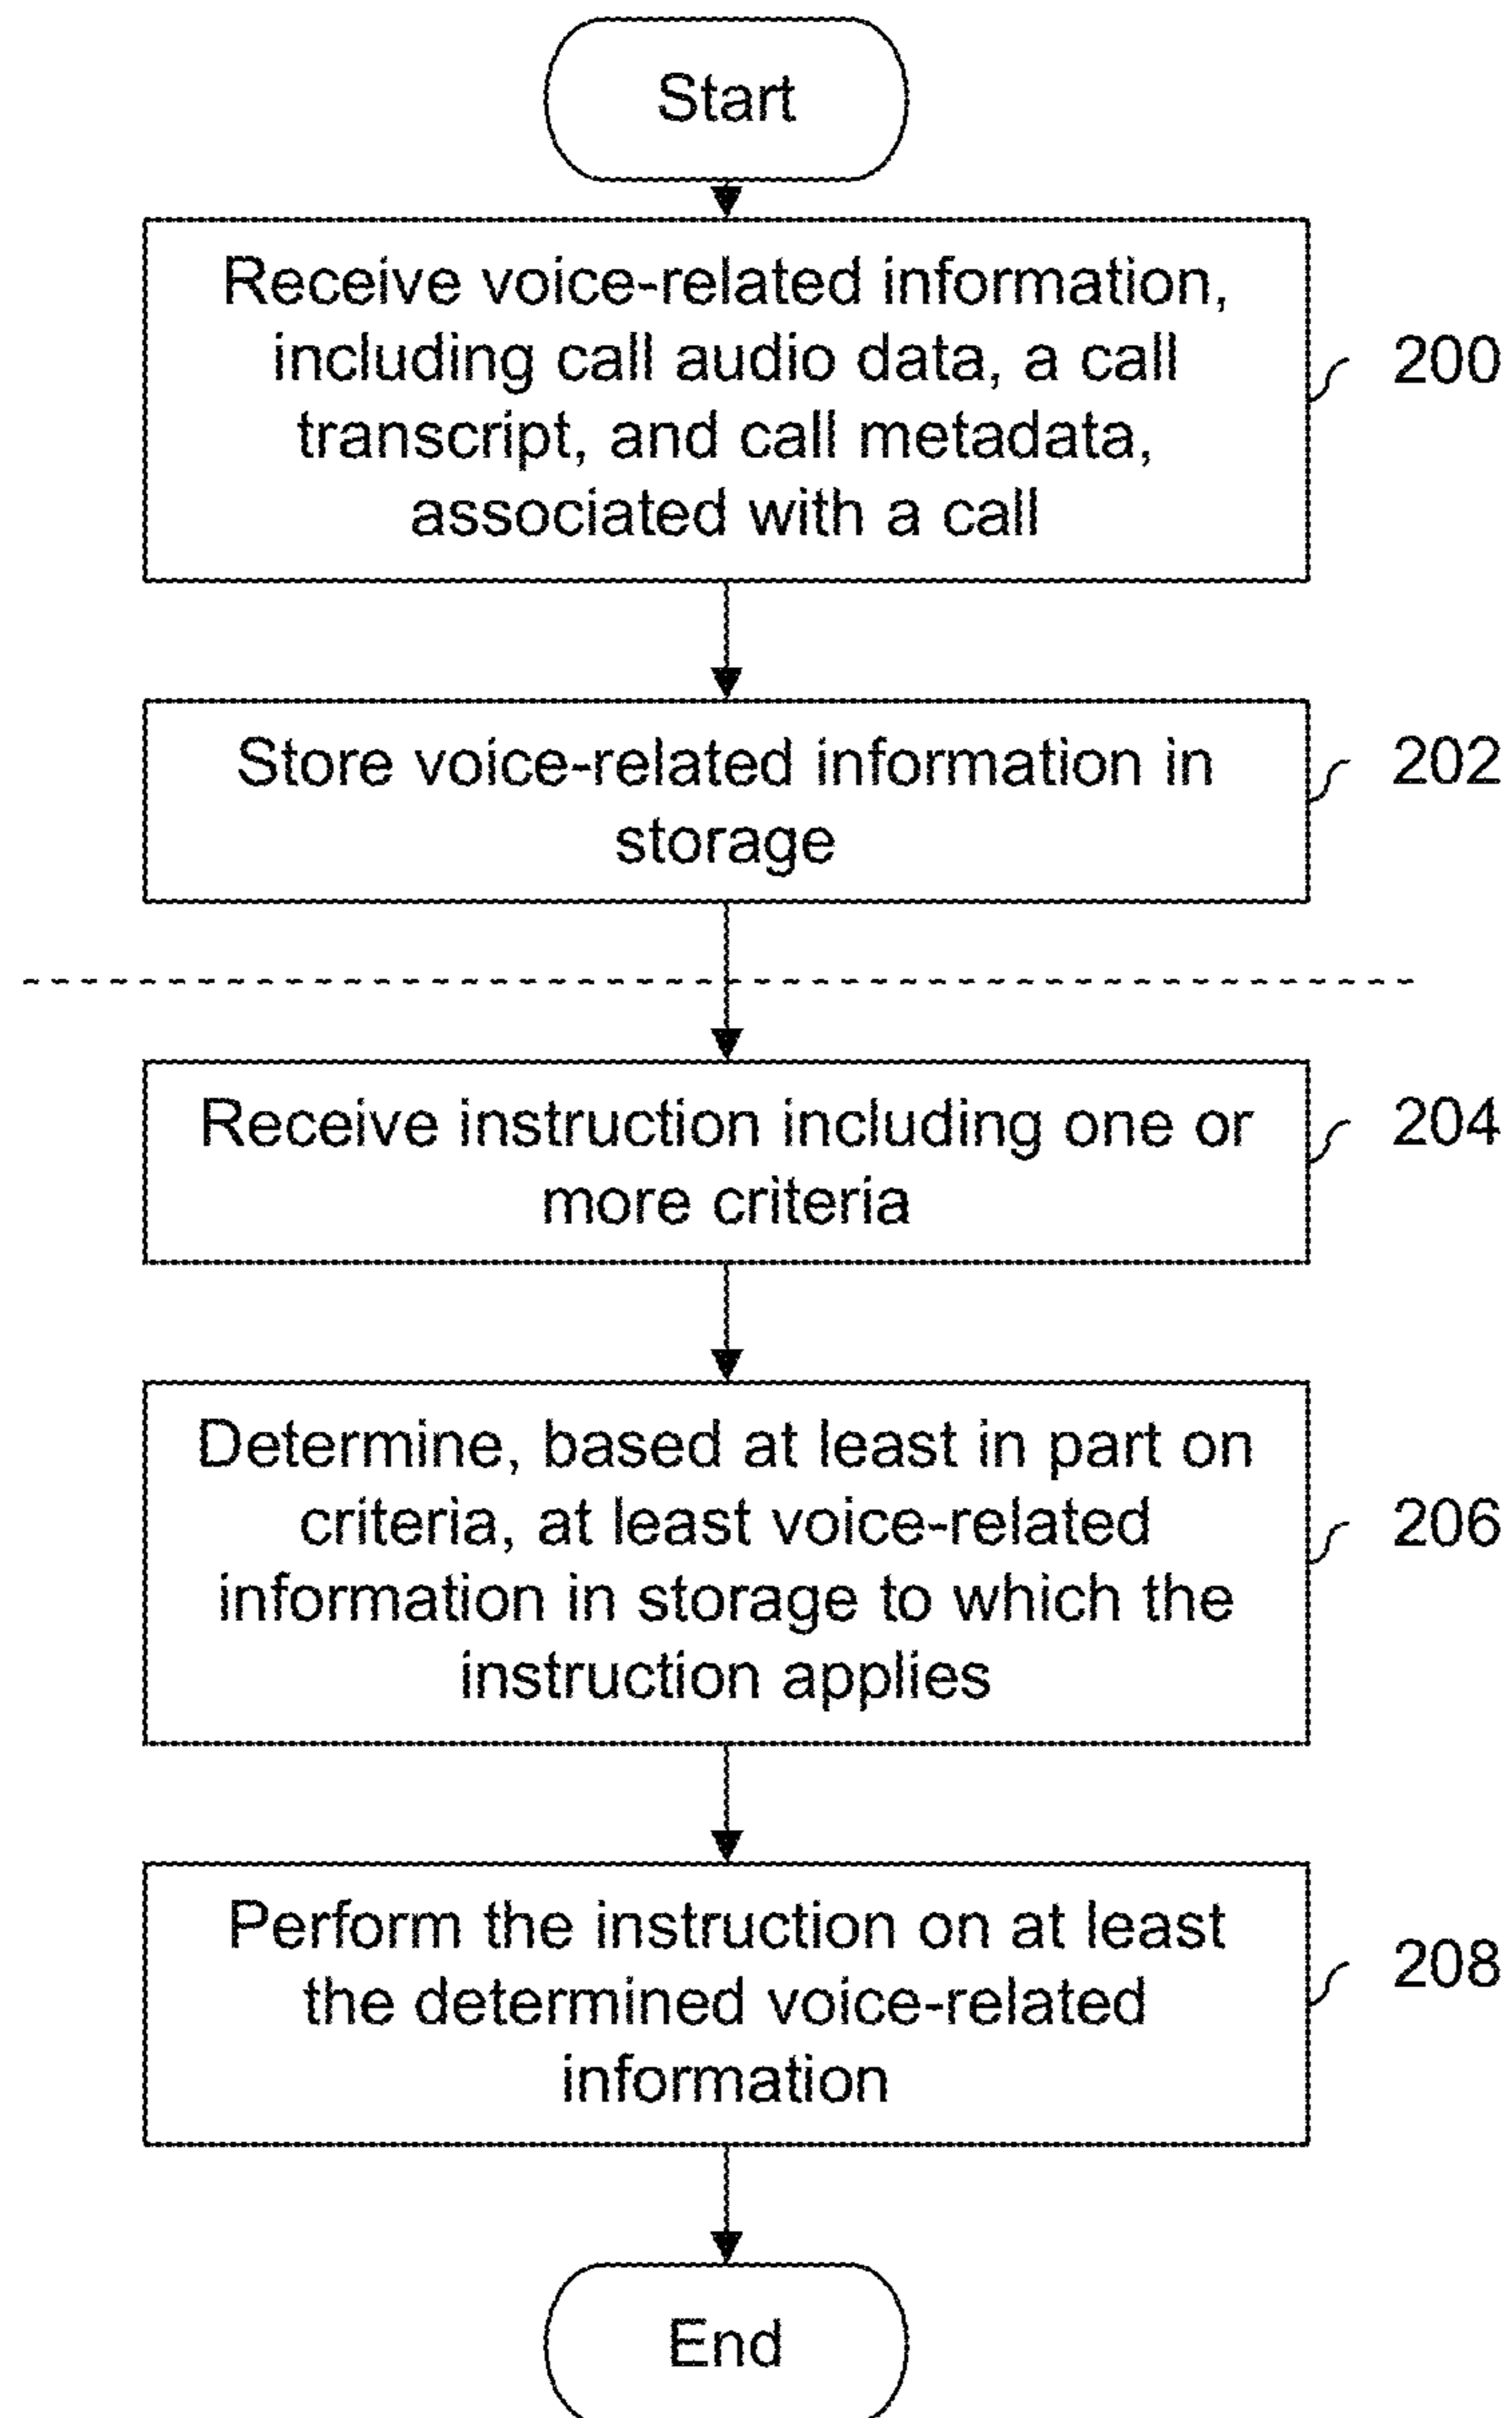 Start
Receive voice-related information,
including call audio data, a call
transcript, and call metadata,
associated with a call
200
Store voice-related information in
storage
202
Receive instruction including one or
more criteria
204
Determine, based at least in part on
criteria, at least voice-related
information in storage to which the
instruction applies
206
Perform the instruction on at least
the determined voice-related
information
208
End